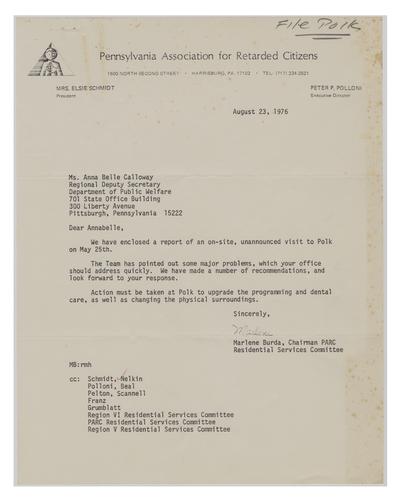 File Polk
Pennsylvania Association for Retarded Citizens
1500 NORTH SECOND STREET • HARRISBURG, PA. 17102 • TEL: (717) 234-2621
MRS. ELSIE SCHMIDT
President
PETER P. POLLONI
Executive Director
August 23, 1976
Ms. Anna Belle Calloway
Regional Deputy Secretary
Department of Public Welfare
701 State Office Building
300 Liberty Avenue
Pittsburgh, Pennsylvania 15222
Dear Annabelle,
We have enclosed a report of an on-site, unannounced visit to Polk
on May 25th.
The Team has pointed out some major problems, which your office
should address quickly. We have made a number of recommendations, and
look forward to your response.
Action must be taken at Polk to upgrade the programming and dental
care, as well as changing the physical surroundings.
Sincerely,
Marlene
Marlene Burda, Chairman PARC
Residential Services Committee
MB:rmh
cc: Schmidt, Nelkin
Polloni, Beal
Pelton, Scannell
Franz
Grumblatt
Region VI Residential Services Committee
PARC Residential Services Committee
Region V Residential Services Committee